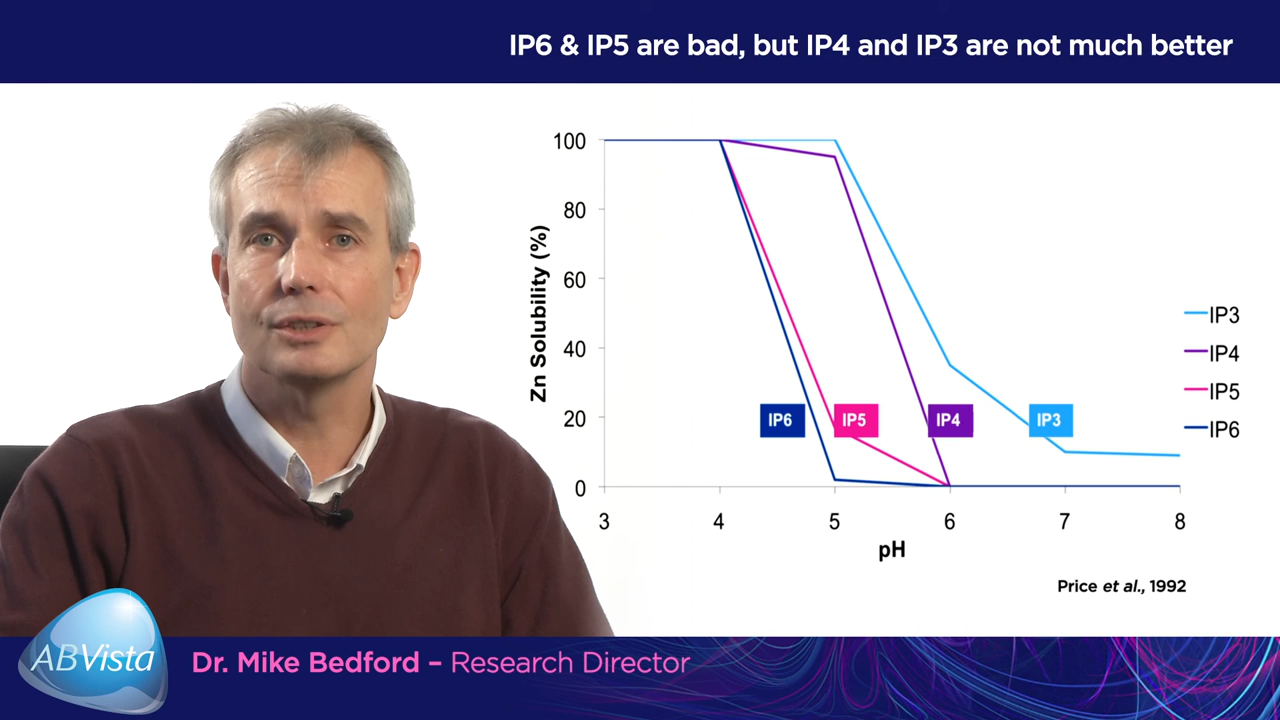 IP6 & IP5 are bad, but IP4 and IP3 are not much better
Zn Solubility (%)
100
80
60
40
20
0
IP6
IP5
IP4
IP3
3 4 5 6 7 8
pH
IP3
IP4
IP5
IP6
Price et al., 1992
ABVista
Dr. Mike Bedford – Research Director